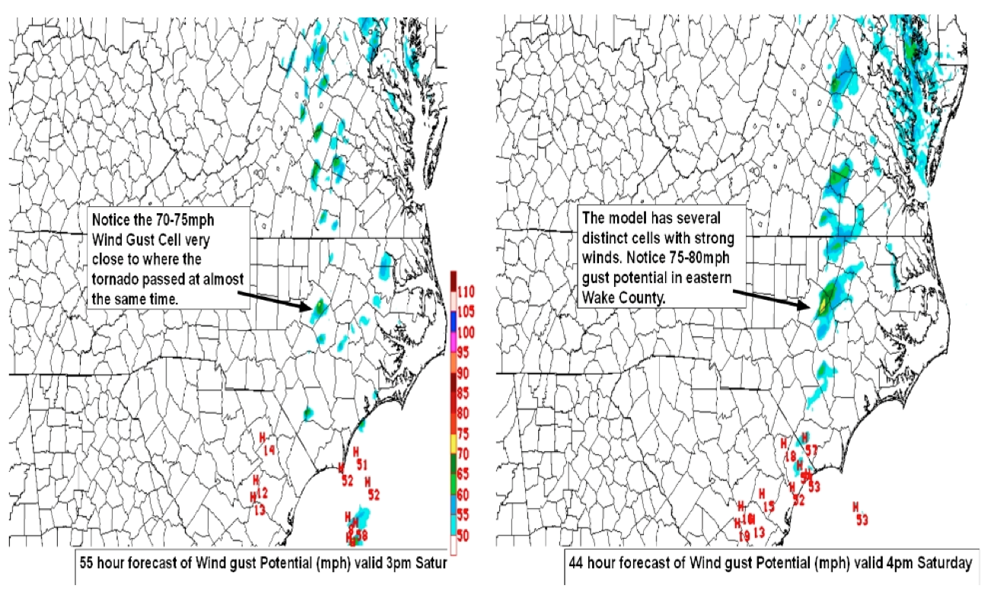 Notice the 70-75mph
Wind Gust Cell very
close to where the
tornado passed at almost
the same time.
110
105
100
95
90
85
80
75
70
65
60
55
50
H
14
H
51
H
52
H
12
H
52
H
13
H
H
8
58
H
55 hour forecast of Wind gust Potential (mph) valid 3pm Satur
The model has several
distinct cells with strong
winds. Notice 75-80mph
gust potential in eastern
Wake County.
H
18
H
57
H
H
53
H
52
H
15
H
H
H
13
19
H
53
44 hour forecast of Wind gust Potential (mph) valid 4pm Saturday